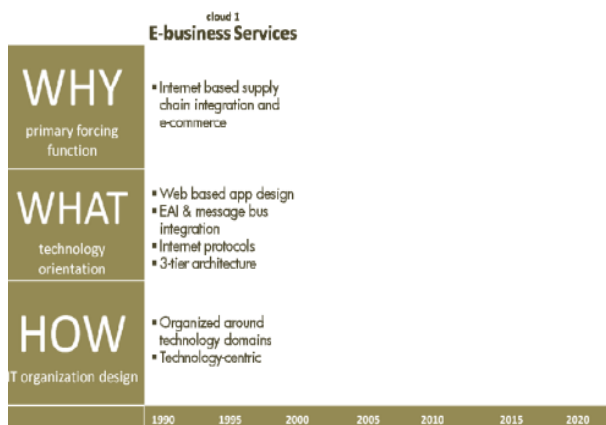 cloud 1
E-business Services
WHY
primary forcing
function
▪ Internet based supply
chain integration and
e-commerce
WHAT
technology
orientation
▪ Web based app design
▪ EAI & message bus
integration
▪ Internet protocols
▪ 3-tier architecture
HOW
IT organization design
▪ Organized around
technology domains
▪ Technology-centric
1990 1995 2000 2005 2010 2015 2020